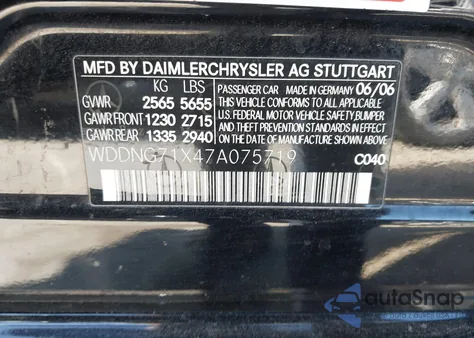 MFD BY DAIMLERCHRYSLER AG STUTTGART
KG LBS
GVWR 2565 5655
GAWR FRONT 1230 2715
GAWR REAR 1335 2940
PASSENGER CAR MADE IN GERMANY 06/06
THIS VEHICLE CONFORMS TO ALL
APPLICABLE U.S. FEDERAL
MOTOR VEHICLE SAFETY, BUMPER
AND THEFT PREVENTION
STANDARDS IN EFFECT ON THE DATE
OF MANUFACTURE SHOWN ABOVE
WDDNG71X47A075719 C040
autoSnap